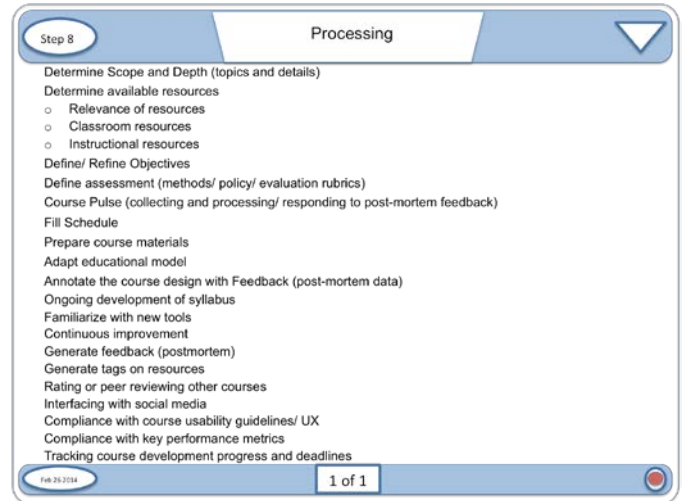 Step 8
Processing
Determine Scope and Depth (topics and details)
Determine available resources
o Relevance of resources
o Classroom resources
o Instructional resources
Define/ Refine Objectives
Define assessment (methods/ policy/ evaluation rubrics)
Course Pulse (collecting and processing/ responding to post-mortem feedback)
Fill Schedule
Prepare course materials
Adapt educational model
Annotate the course design with Feedback (post-mortem data)
Ongoing development of syllabus
Familiarize with new tools
Continuous improvement
Generate feedback (postmortem)
Generate tags on resources
Rating or peer reviewing other courses
Interfacing with social media
Compliance with course usability guidelines/ UX
Compliance with key performance metrics
Tracking course development progress and deadlines
Feb 26 2014
1 of 1